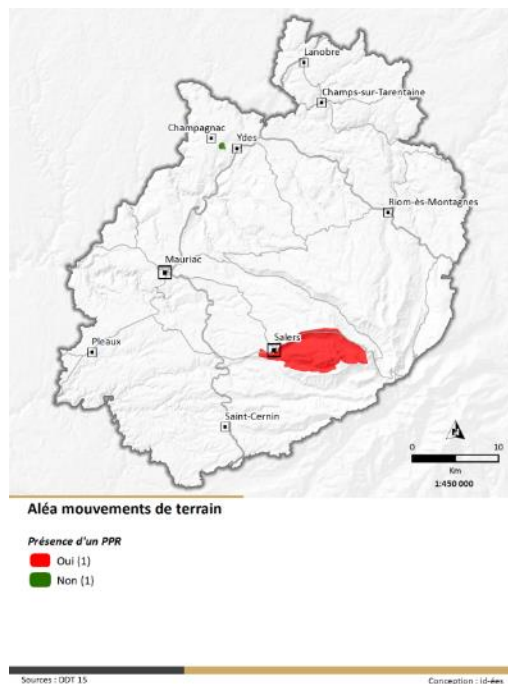 Lanobre
Champs-sur-Tarentaine
Champagnac
Ydes
Riom-ès-Montagnes
Mauriac
Salers
Pleaux
Saint-Cernin
N
0 10
Km
1:450 000
Aléa mouvements de terrain
Présence d'un PPR
Oui (1)
Non (1)
Sources : DDT 15
Conception : id-ées